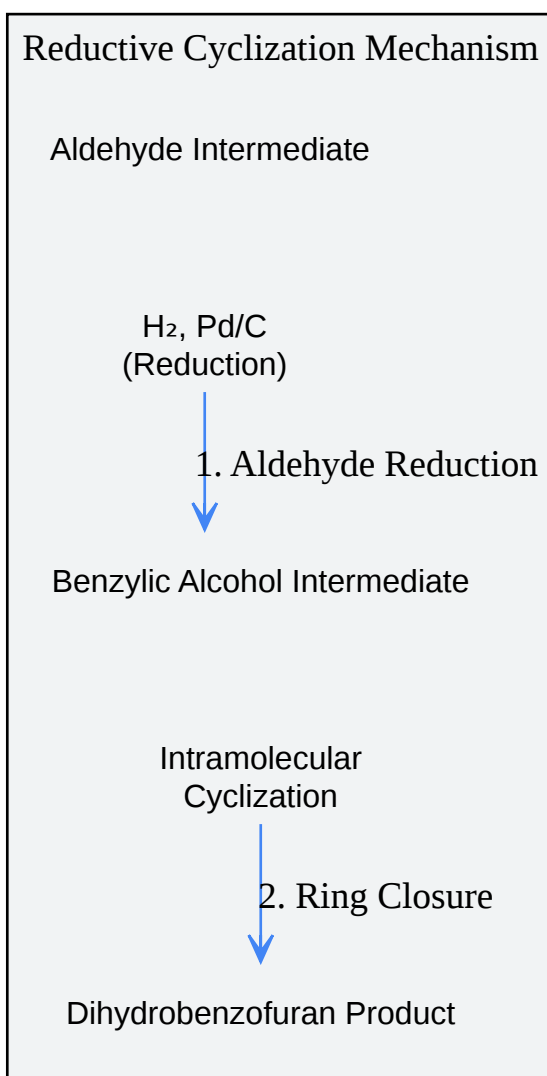 Reductive Cyclization Mechanism
Aldehyde Intermediate
H₂, Pd/C
(Reduction)
1. Aldehyde Reduction
Benzylic Alcohol Intermediate
Intramolecular
Cyclization
2. Ring Closure
Dihydrobenzofuran Product